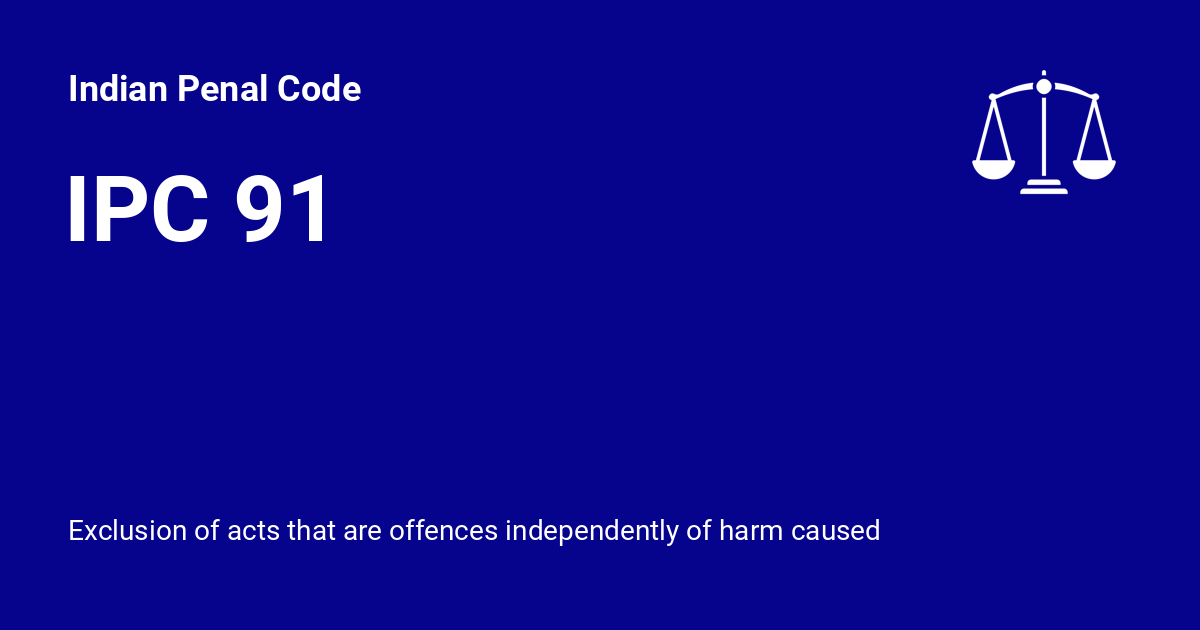 Indian Penal Code
IPC 91
Exclusion of acts that are offences independently of harm caused